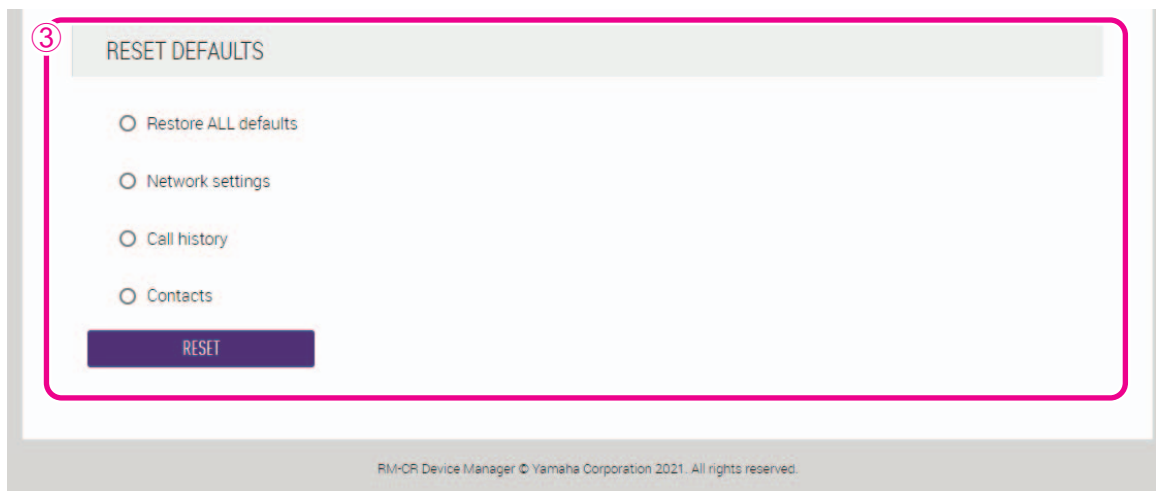 ③
RESET DEFAULTS
Restore ALL defaults
Network settings
Call history
Contacts
RESET
RM-CR Device Manager © Yamaha Corporation 2021. All rights reserved.